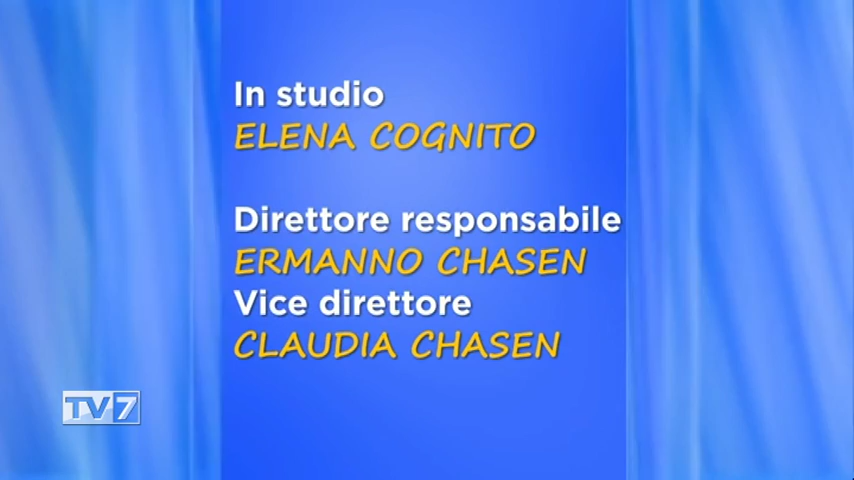 In studio
ELENA COGNITO
Direttore responsabile
ERMANNO CHASEN
Vice direttore
CLAUDIA CHASEN
TV7